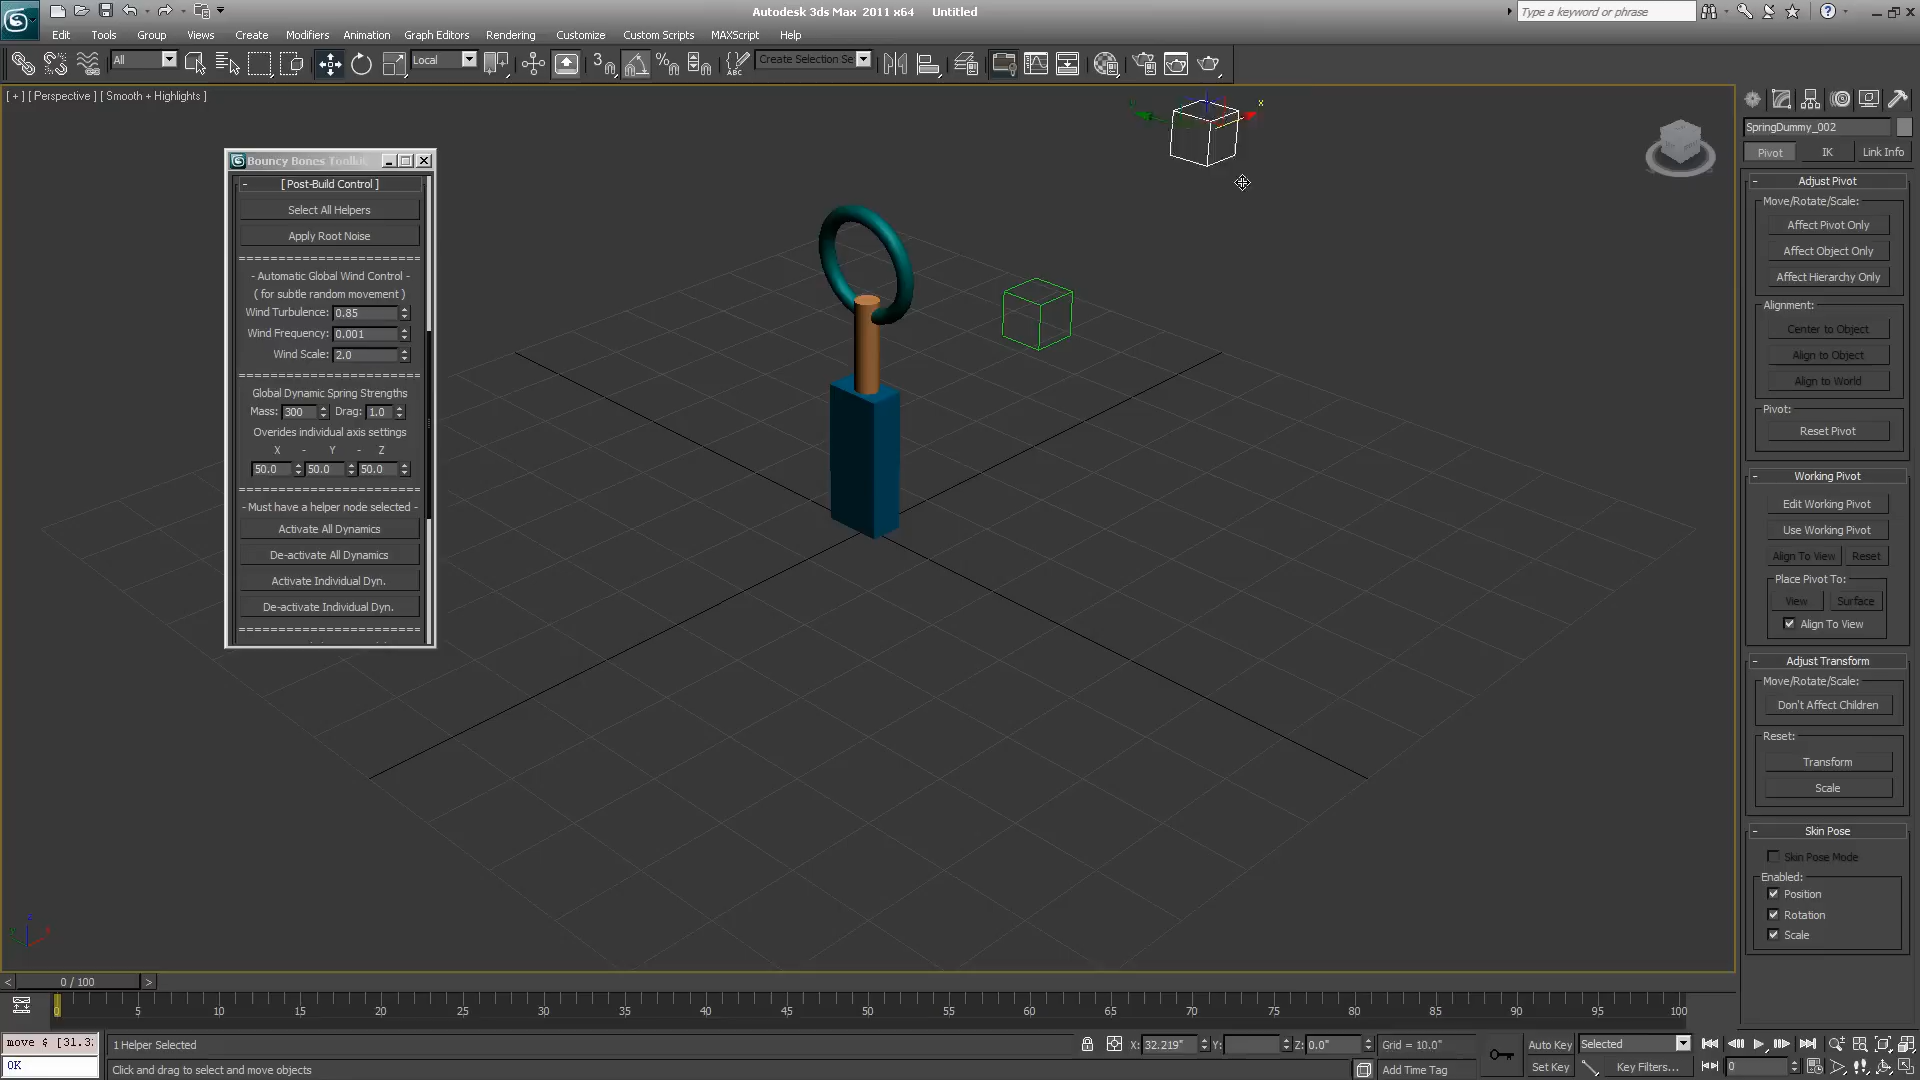 Autodesk 3ds Max 2011 x64 Untitled
Type a keyword or phrase
Edit Tools Group Views Create Modifiers Animation Graph Editors Rendering Customize Custom Scripts MAXScript Help
All
Local
3
ABC
Create Selection Se
[ + ] [ Perspective ] [ Smooth + Highlights ]
x
Bouncy Bones Toolkit
- [ Post-Build Control ]
Select All Helpers
Apply Root Noise
==========================
- Automatic Global Wind Control -
( for subtle random movement )
Wind Turbulence: 0.85
Wind Frequency: 0.001
Wind Scale: 2.0
==========================
Global Dynamic Spring Strengths
Mass: 300 Drag: 1.0
Overides individual axis settings
X - Y - Z
50.0 50.0 50.0
==========================
- Must have a helper node selected -
Activate All Dynamics
De-activate All Dynamics
Activate Individual Dyn.
De-activate Individual Dyn.
==========================
SpringDummy_002
Pivot IK Link Info
- Adjust Pivot
Move/Rotate/Scale:
Affect Pivot Only
Affect Object Only
Affect Hierarchy Only
Alignment:
Center to Object
Align to Object
Align to World
Pivot:
Reset Pivot
- Working Pivot
Edit Working Pivot
Use Working Pivot
Align To View Reset
Place Pivot To:
View Surface
Align To View
- Adjust Transform
Move/Rotate/Scale:
Don't Affect Children
Reset:
Transform
Scale
- Skin Pose
Skin Pose Mode
Enabled:
Position
Rotation
Scale
< 0 / 100 >
5 10 15 20 25 30 35 40 45 50 55 60 65 70 75 80 85 90 95 100
move $ [31.3
1 Helper Selected
X: 32.219" Y: Z: 0.0" Grid = 10.0"
Auto Key Selected
OK
Click and drag to select and move objects
Add Time Tag
Set Key Key Filters...
0